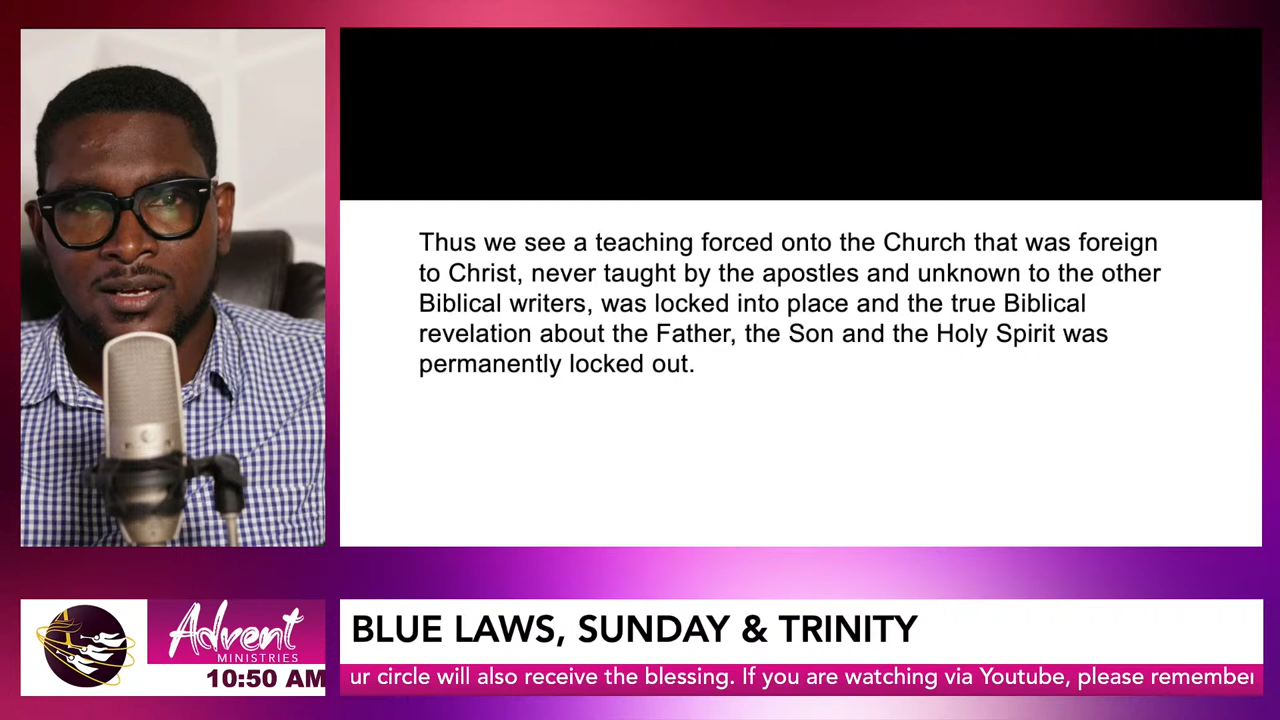 Thus we see a teaching forced onto the Church that was foreign
to Christ, never taught by the apostles and unknown to the other
Biblical writers, was locked into place and the true Biblical
revelation about the Father, the Son and the Holy Spirit was
permanently locked out.
Advent
MINISTRIES
10:50 AM
BLUE LAWS, SUNDAY & TRINITY
ur circle will also receive the blessing. If you are watching via Youtube, please remember